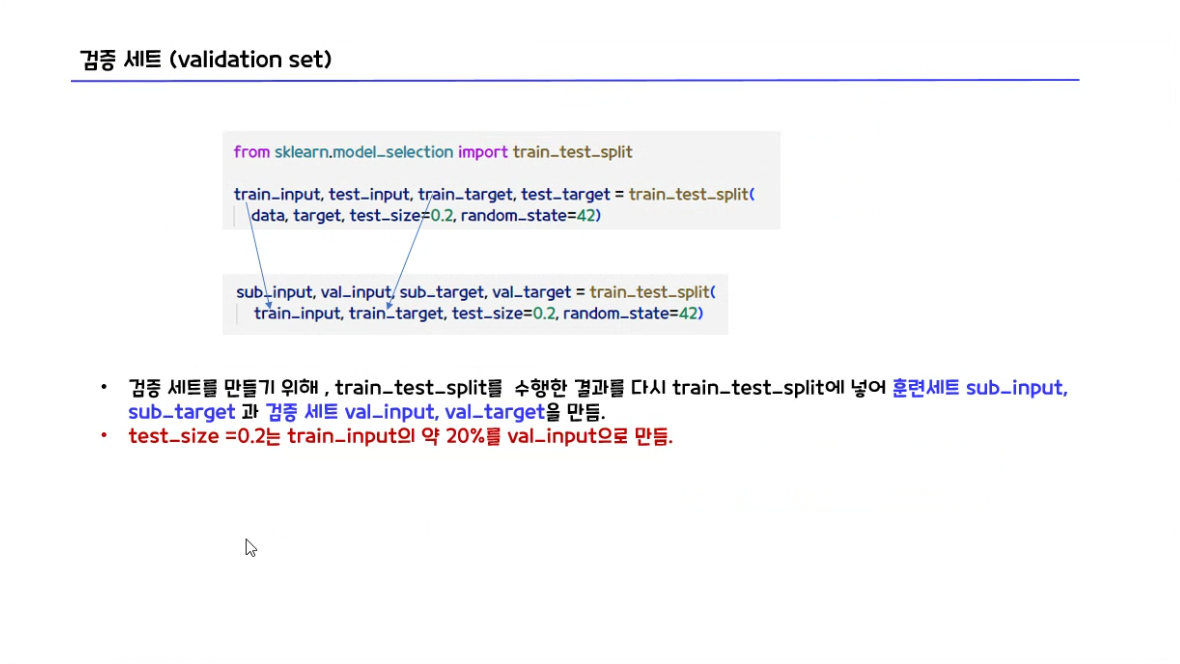 검증 세트 (validation set)
from sklearn.model_selection import train_test_split
train_input, test_input, train_target, test_target = train_test_split(
data, target, test_size=0.2, random_state=42)
sub_input, val_input, sub_target, val_target = train_test_split(
train_input, train_target, test_size=0.2, random_state=42)
• 검증 세트를 만들기 위해 , train_test_split를 수행한 결과를 다시 train_test_split에 넣어 훈련세트 sub_input,
sub_target 과 검증 세트 val_input, val_target을 만듬.
• test_size =0.2는 train_input의 약 20%를 val_input으로 만듬.